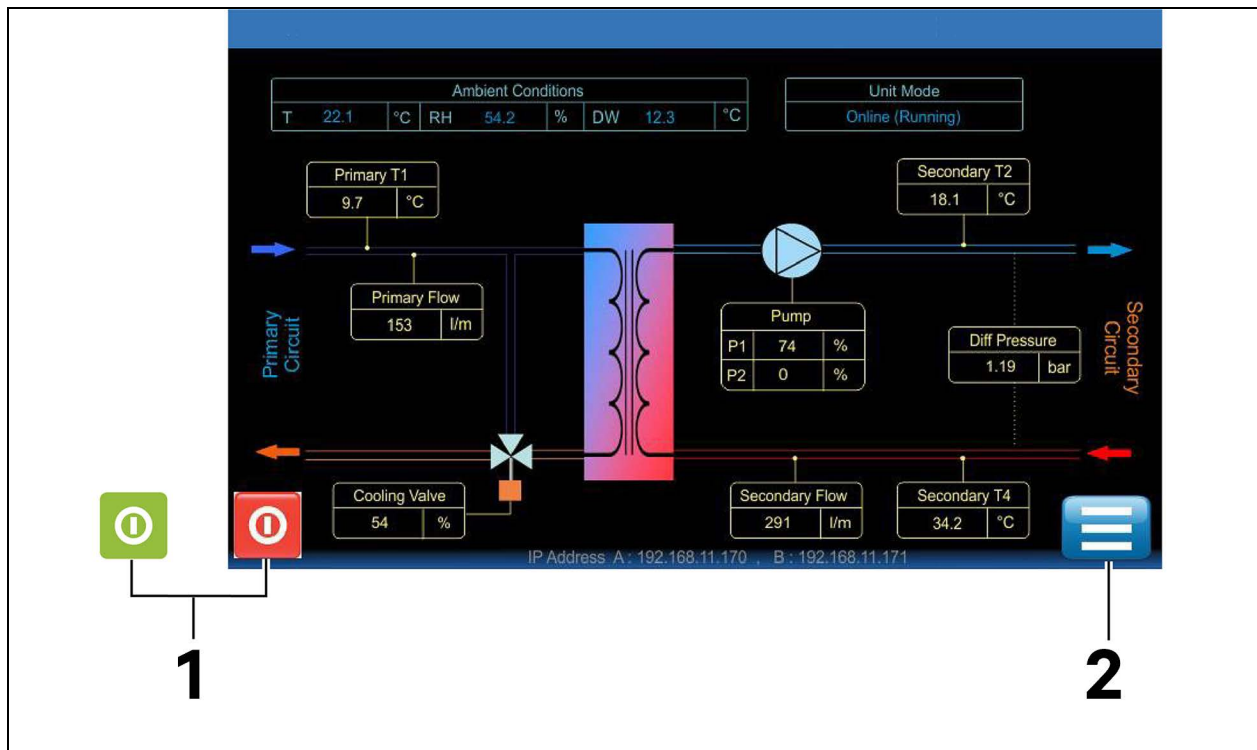 Ambient Conditions
T 22.1 °C RH 54.2 % DW 12.3 °C
Unit Mode
Online (Running)
Primary T1
9.7 °C
Secondary T2
18.1 °C
Primary Flow
153 l/m
Primary
Circuit
Pump
P1 74 %
P2 0 %
Diff Pressure
1.19 bar
Secondary
Circuit
Cooling Valve
54 %
Secondary Flow
291 l/m
Secondary T4
34.2 °C
IP Address A : 192.168.11.170 , B : 192.168.11.171
1
2